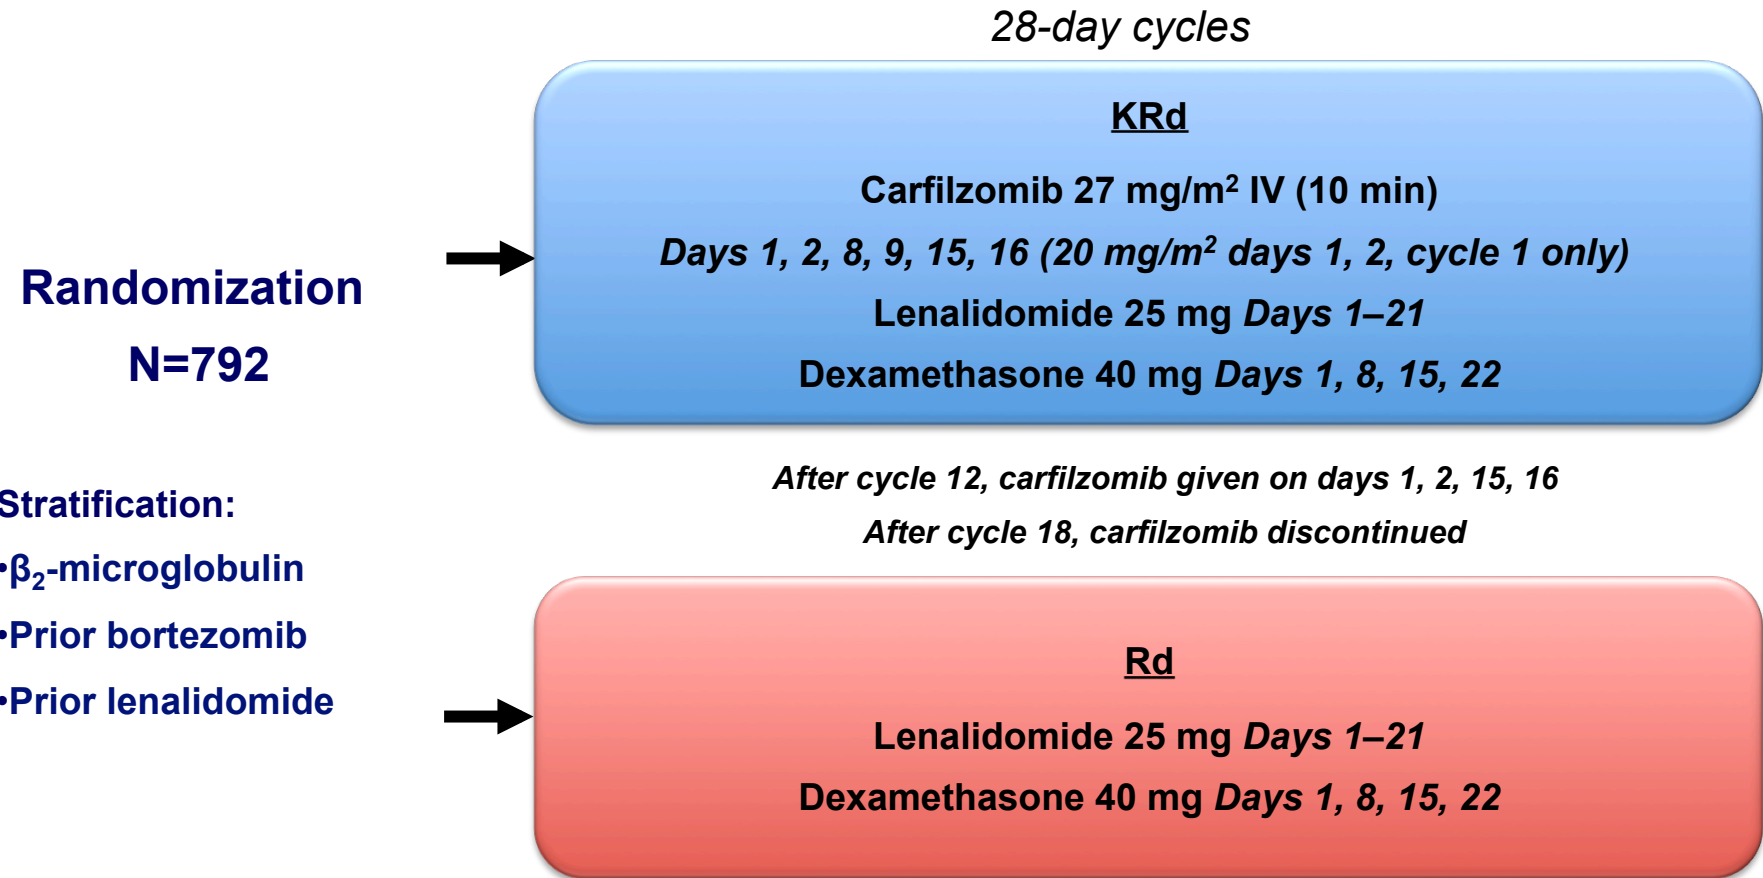 28-day cycles
KRd
Carfilzomib 27 mg/m² IV (10 min)
Days 1, 2, 8, 9, 15, 16 (20 mg/m² days 1, 2, cycle 1 only)
Lenalidomide 25 mg Days 1–21
Dexamethasone 40 mg Days 1, 8, 15, 22
Randomization
N=792
After cycle 12, carfilzomib given on days 1, 2, 15, 16
After cycle 18, carfilzomib discontinued
Stratification:
•β₂-microglobulin
•Prior bortezomib
•Prior lenalidomide
Rd
Lenalidomide 25 mg Days 1–21
Dexamethasone 40 mg Days 1, 8, 15, 22